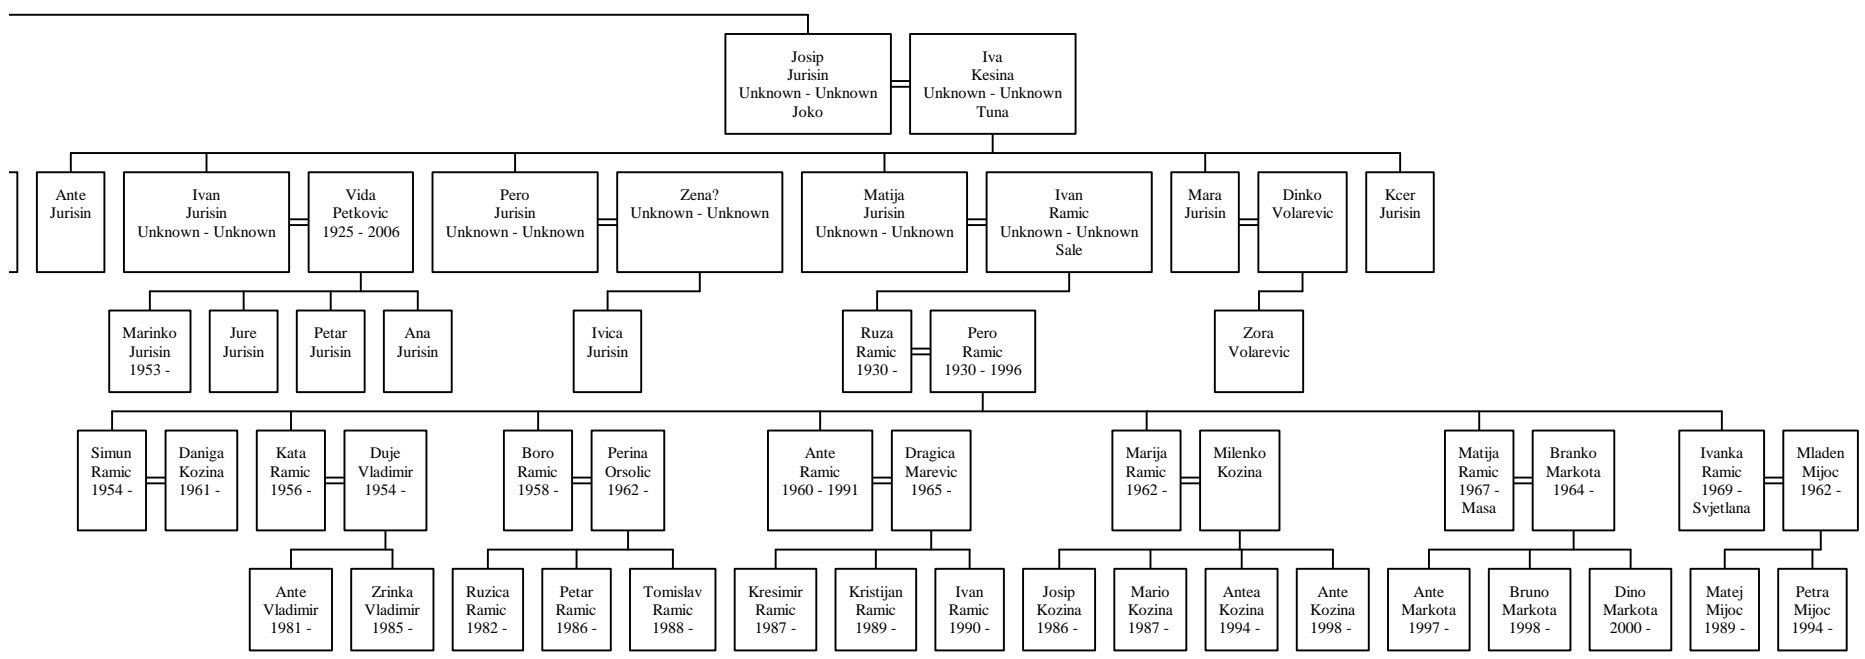 Josip
Jurisin
Unknown - Unknown
Joko
Iva
Kesina
Unknown - Unknown
Tuna
Ante
Jurisin
Ivan
Jurisin
Unknown - Unknown
Vida
Petkovic
1925 - 2006
Pero
Jurisin
Unknown - Unknown
Zena?
Unknown - Unknown
Matija
Jurisin
Unknown - Unknown
Ivan
Ramic
Unknown - Unknown
Sale
Mara
Jurisin
Dinko
Volarevic
Kcer
Jurisin
Marinko
Jurisin
1953 -
Jure
Jurisin
Petar
Jurisin
Ana
Jurisin
Ivica
Jurisin
Ruza
Ramic
1930 -
Pero
Ramic
1930 - 1996
Zora
Volarevic
Simun
Ramic
1954 -
Daniga
Kozina
1961 -
Kata
Ramic
1956 -
Duje
Vladimir
1954 -
Boro
Ramic
1958 -
Perina
Orsolic
1962 -
Ante
Ramic
1960 - 1991
Dragica
Marevic
1965 -
Marija
Ramic
1962 -
Milenko
Kozina
Matija
Ramic
1967 -
Masa
Branko
Markota
1964 -
Ivanka
Ramic
1969 -
Svjetlana
Mladen
Mijoc
1962 -
Ante
Vladimir
1981 -
Zrinka
Vladimir
1985 -
Ruzica
Ramic
1982 -
Petar
Ramic
1986 -
Tomislav
Ramic
1988 -
Kresimir
Ramic
1987 -
Kristijan
Ramic
1989 -
Ivan
Ramic
1990 -
Josip
Kozina
1986 -
Mario
Kozina
1987 -
Antea
Kozina
1994 -
Ante
Kozina
1998 -
Ante
Markota
1997 -
Bruno
Markota
1998 -
Dino
Markota
2000 -
Matej
Mijoc
1989 -
Petra
Mijoc
1994 -